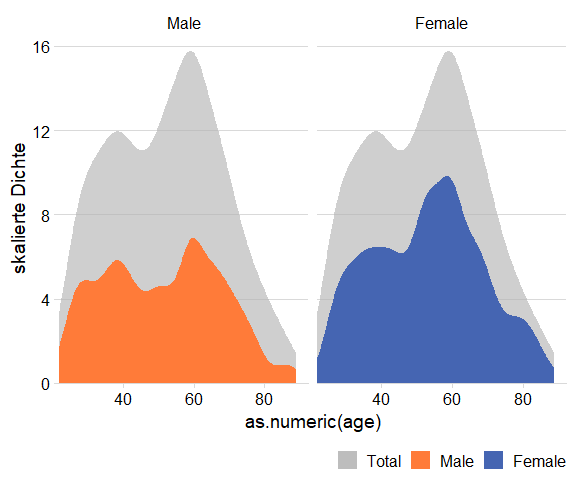 Male Female
16
12
8
4
0
skalierte Dichte
40 60 80 40 60 80
as.numeric(age)
Total Male Female